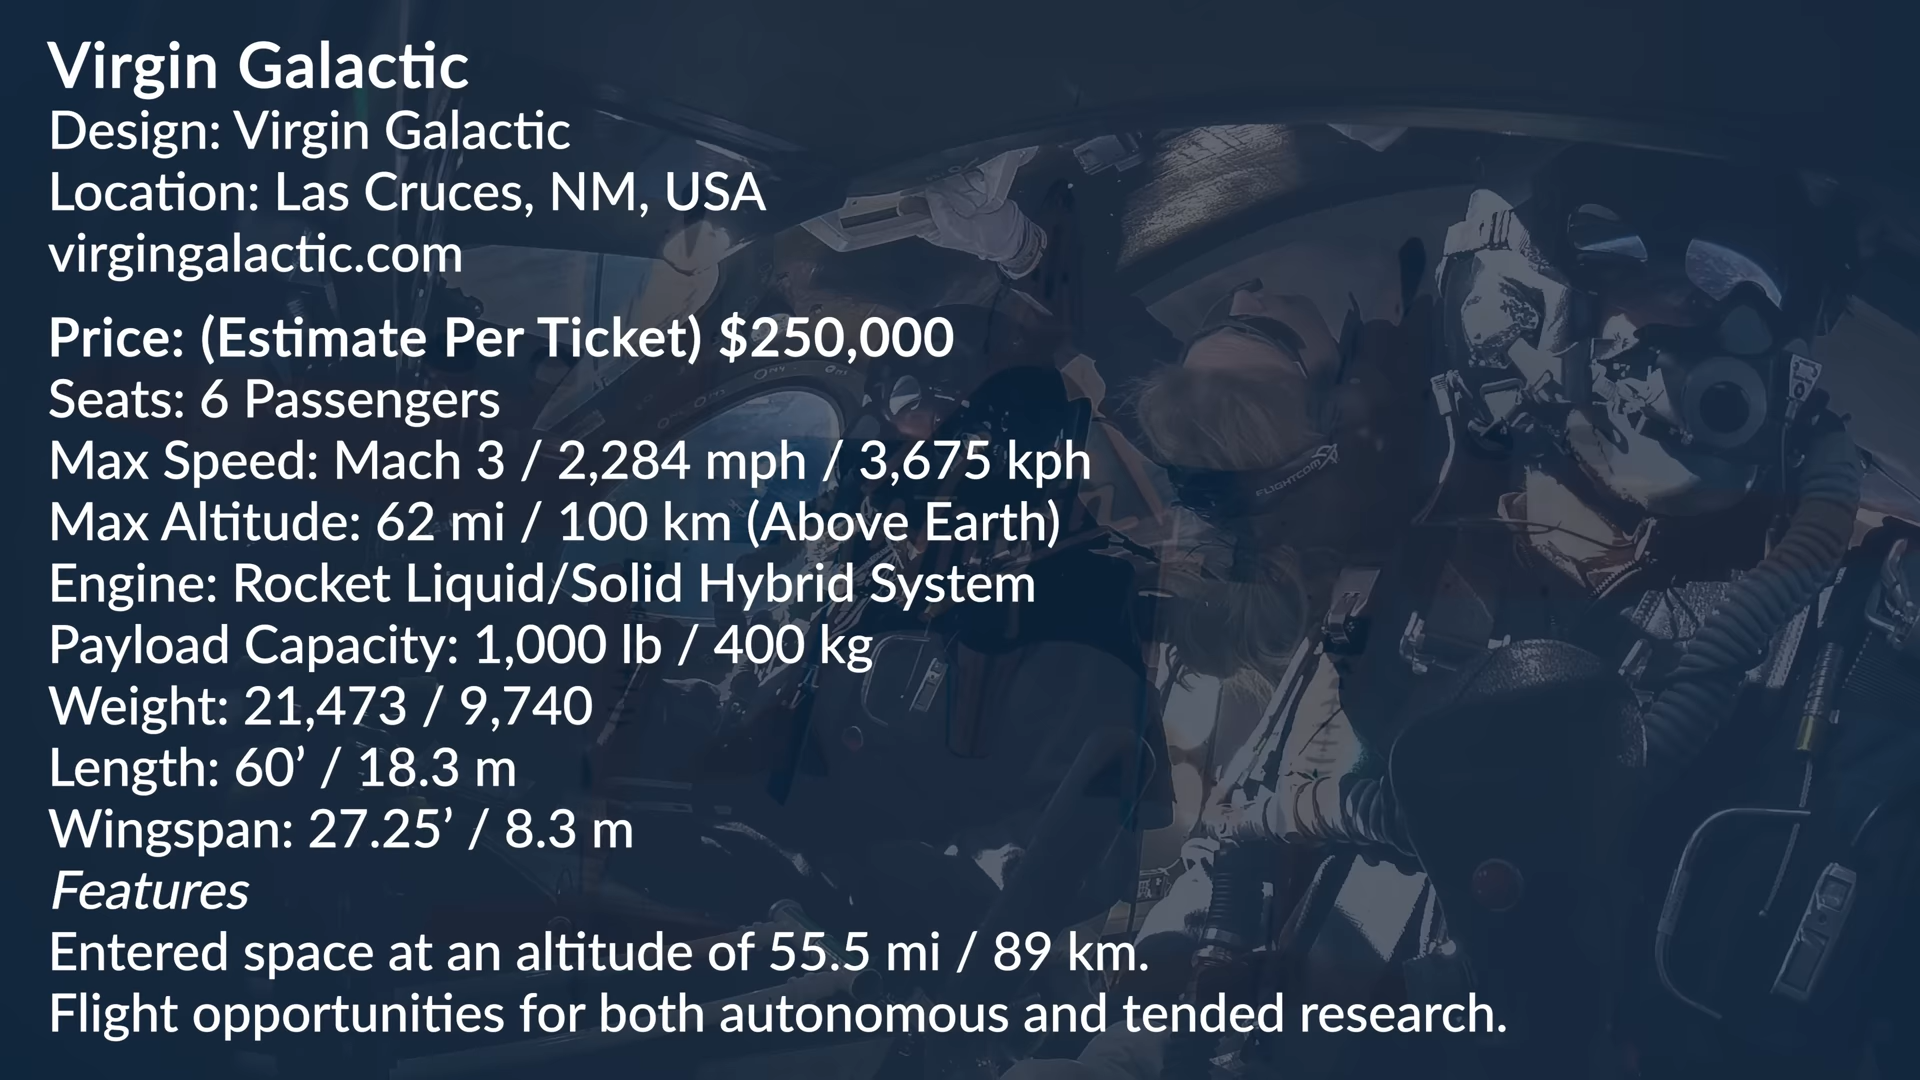 Virgin Galactic
Design: Virgin Galactic
Location: Las Cruces, NM, USA
virgingalactic.com
Price: (Estimate Per Ticket) $250,000
Seats: 6 Passengers
Max Speed: Mach 3 / 2,284 mph / 3,675 kph
Max Altitude: 62 mi / 100 km (Above Earth)
FLIGHTCOM
Engine: Rocket Liquid/Solid Hybrid System
Payload Capacity: 1,000 lb / 400 kg
Weight: 21,473 / 9,740
Length: 60’ / 18.3 m
Wingspan: 27.25’ / 8.3 m
Features
Entered space at an altitude of 55.5 mi / 89 km.
Flight opportunities for both autonomous and tended research.